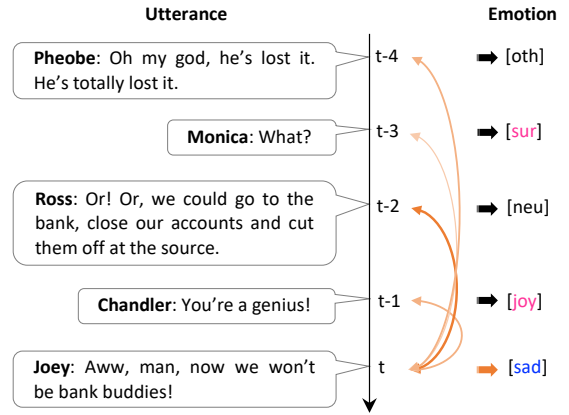 Utterance Emotion
Pheobe: Oh my god, he's lost it.
He's totally lost it.
t-4 [oth]
Monica: What? t-3 [sur]
Ross: Or! Or, we could go to the
bank, close our accounts and cut
them off at the source.
t-2 [neu]
Chandler: You're a genius! t-1 [joy]
Joey: Aww, man, now we won't
be bank buddies!
t [sad]